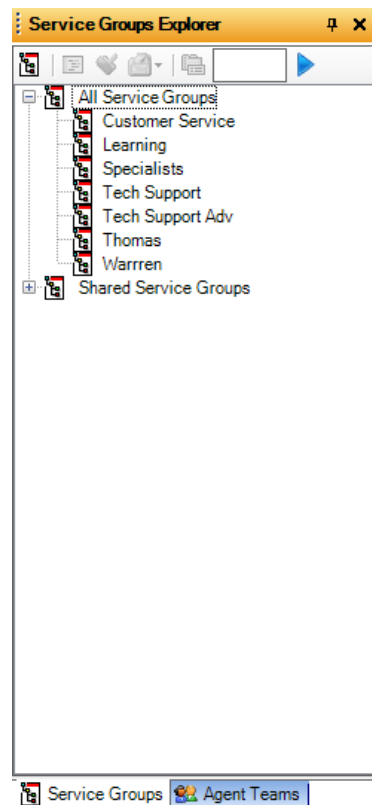 Service Groups Explorer
All Service Groups
Customer Service
Learning
Specialists
Tech Support
Tech Support Adv
Thomas
Warrren
Shared Service Groups
Service Groups Agent Teams